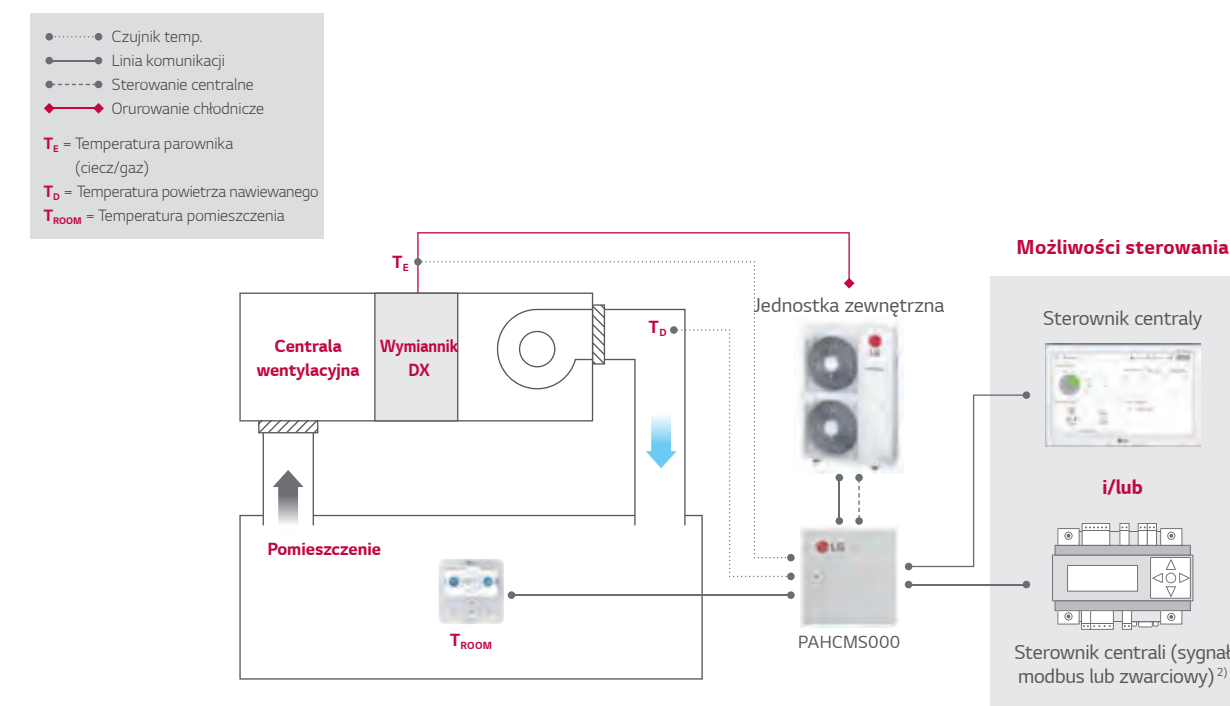 Czujnik temp.
Linia komunikacji
Sterowanie centralne
Orurowanie chłodnicze
TE = Temperatura parownika
(ciecz/gaz)
TD = Temperatura powietrza nawiewanego
TROOM = Temperatura pomieszczenia
Możliwości sterowania
TE
Jednostka zewnętrzna
Sterownik centraly
TD
Centrala
wentylacyjna
Wymiannik
DX
LG
i/lub
Pomieszczenie
LG
TROOM
PAHCMS000
Sterownik centrali (sygnał
modbus lub zwarciowy) 2)